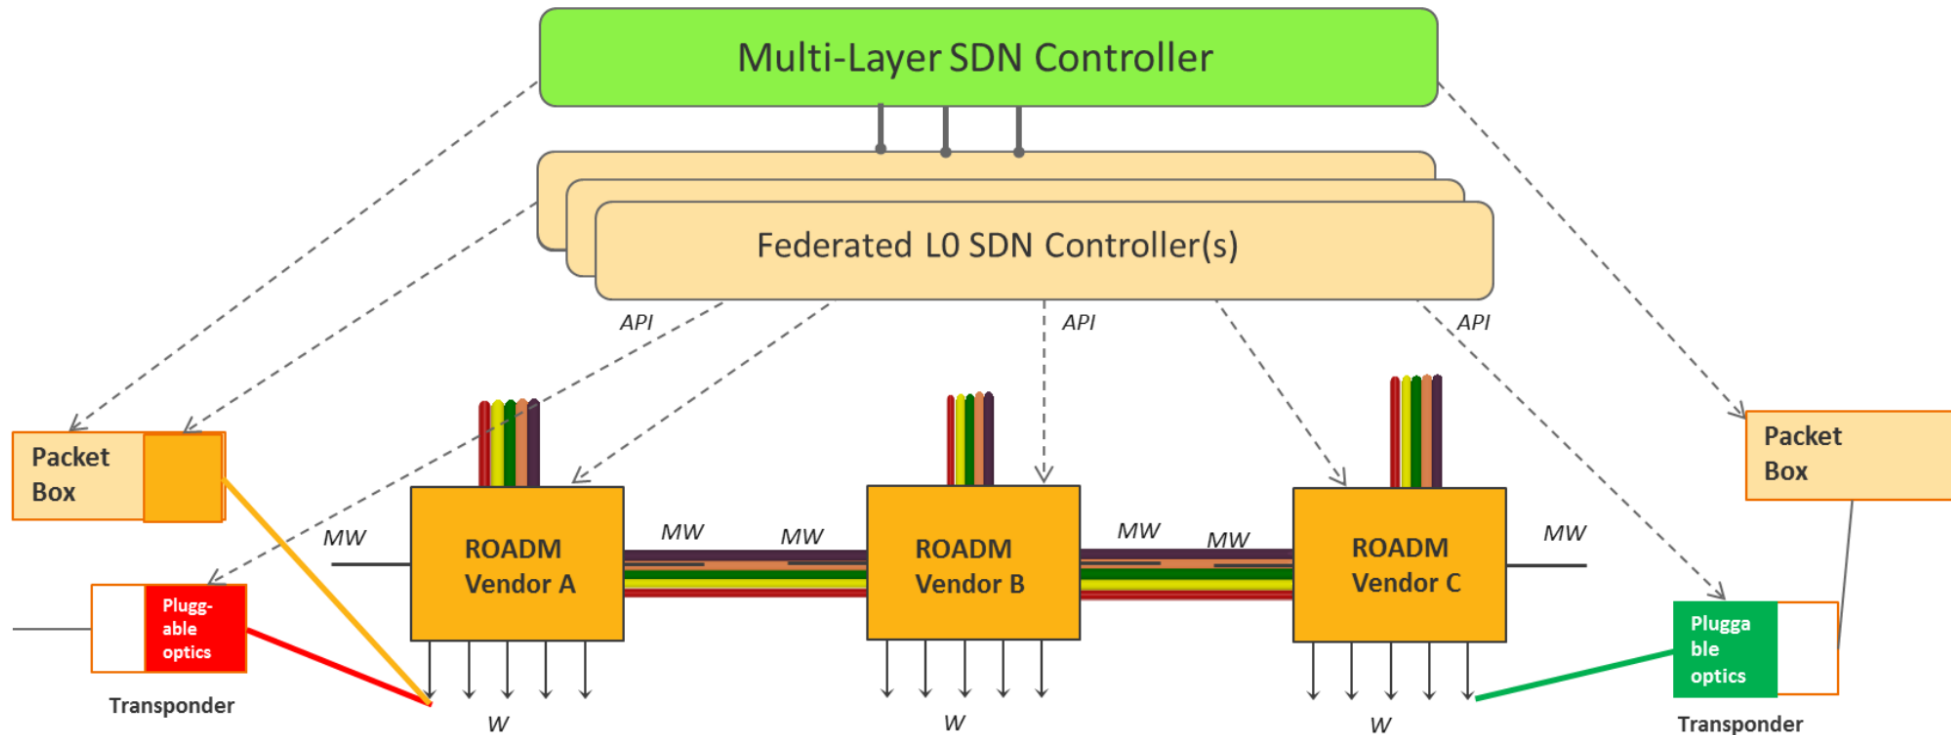 Multi-Layer SDN Controller
Federated L0 SDN Controller(s)
API
API
API
Packet
Box
Packet
Box
MW
MW
MW
MW
MW
MW
ROADM
Vendor A
ROADM
Vendor B
ROADM
Vendor C
Plugg-
able
optics
Plugga
ble
optics
Transponder
W
W
W
Transponder